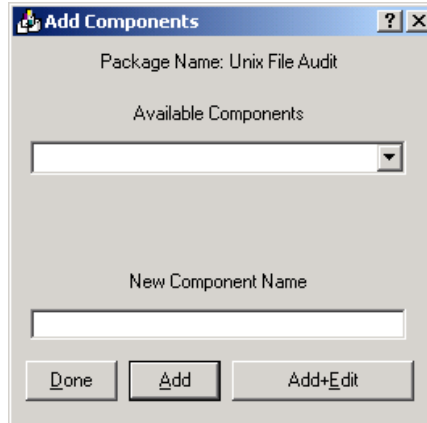 Add Components
Package Name: Unix File Audit
Available Components
New Component Name
Done Add Add+Edit